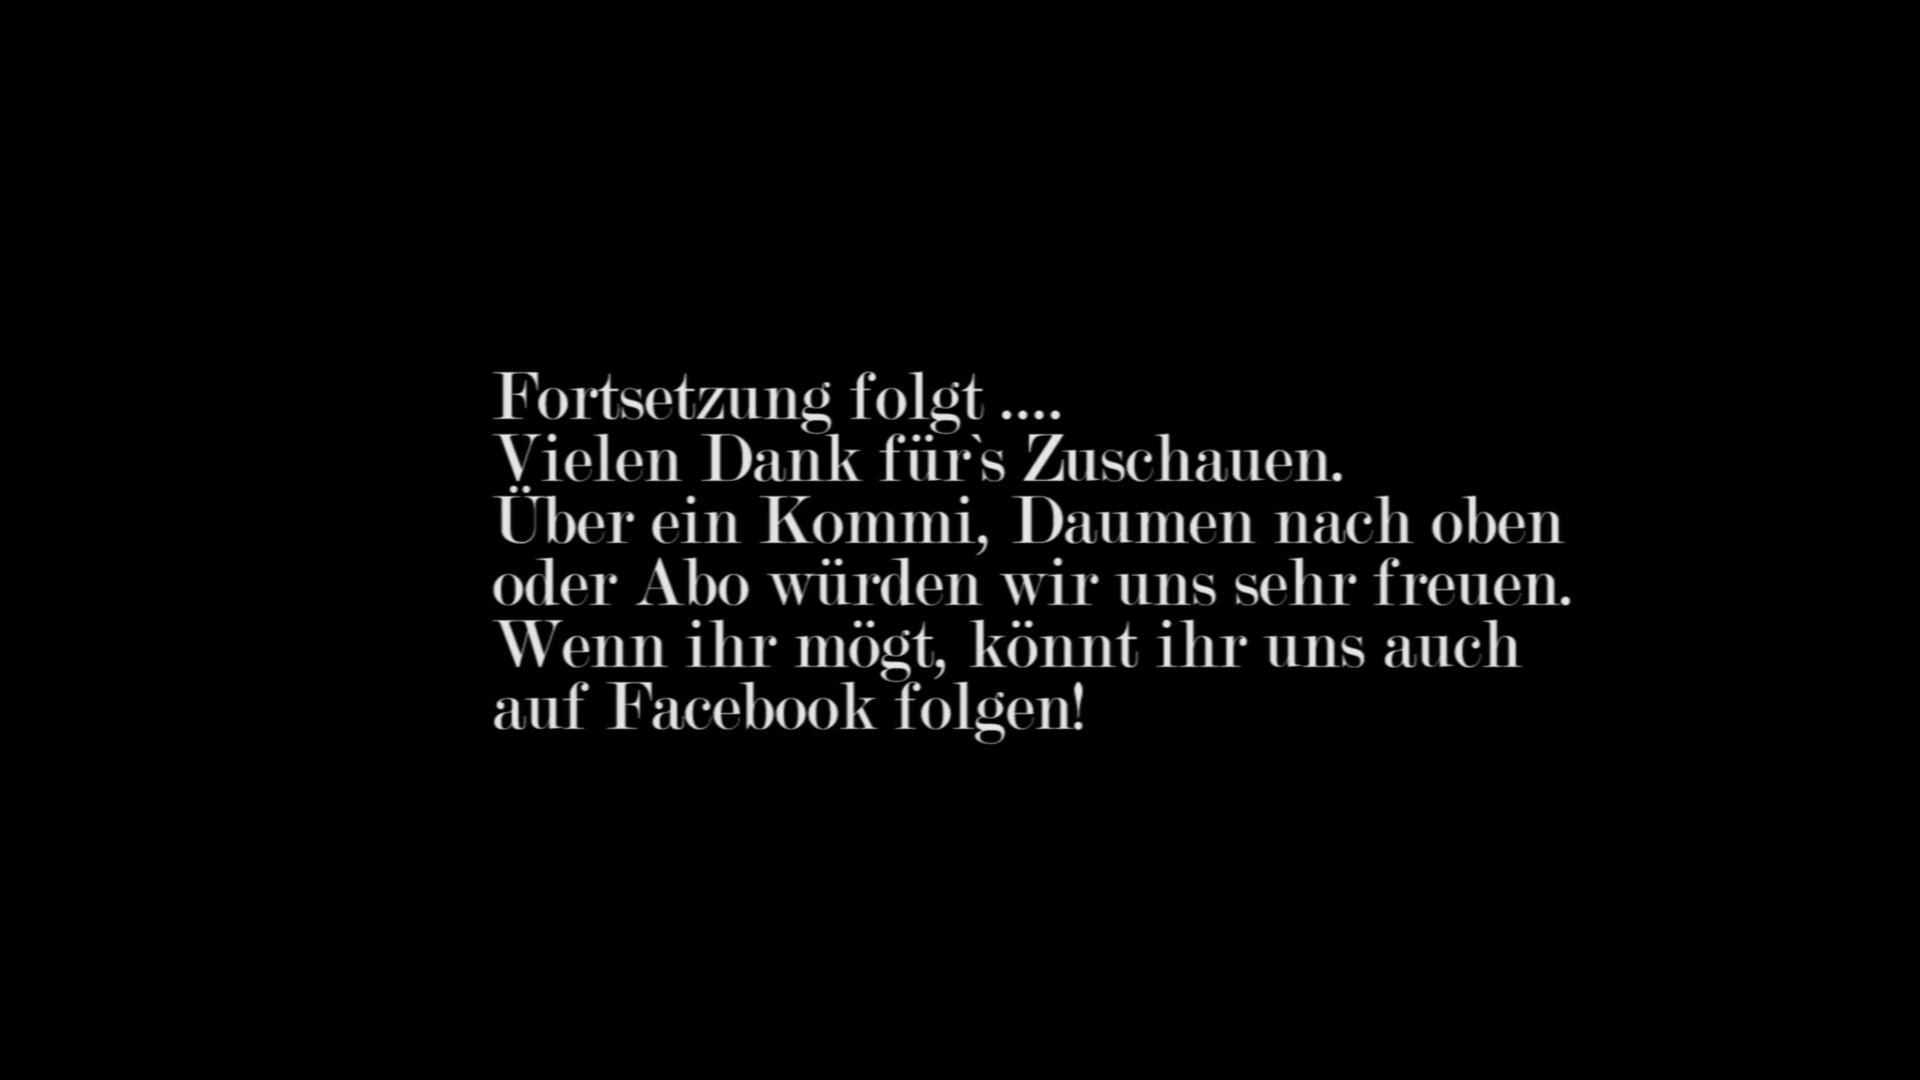 Fortsetzung folgt ....
Vielen Dank für`s Zuschauen.
Über ein Kommi, Daumen nach oben
oder Abo würden wir uns sehr freuen.
Wenn ihr mögt, könnt ihr uns auch
auf Facebook folgen!